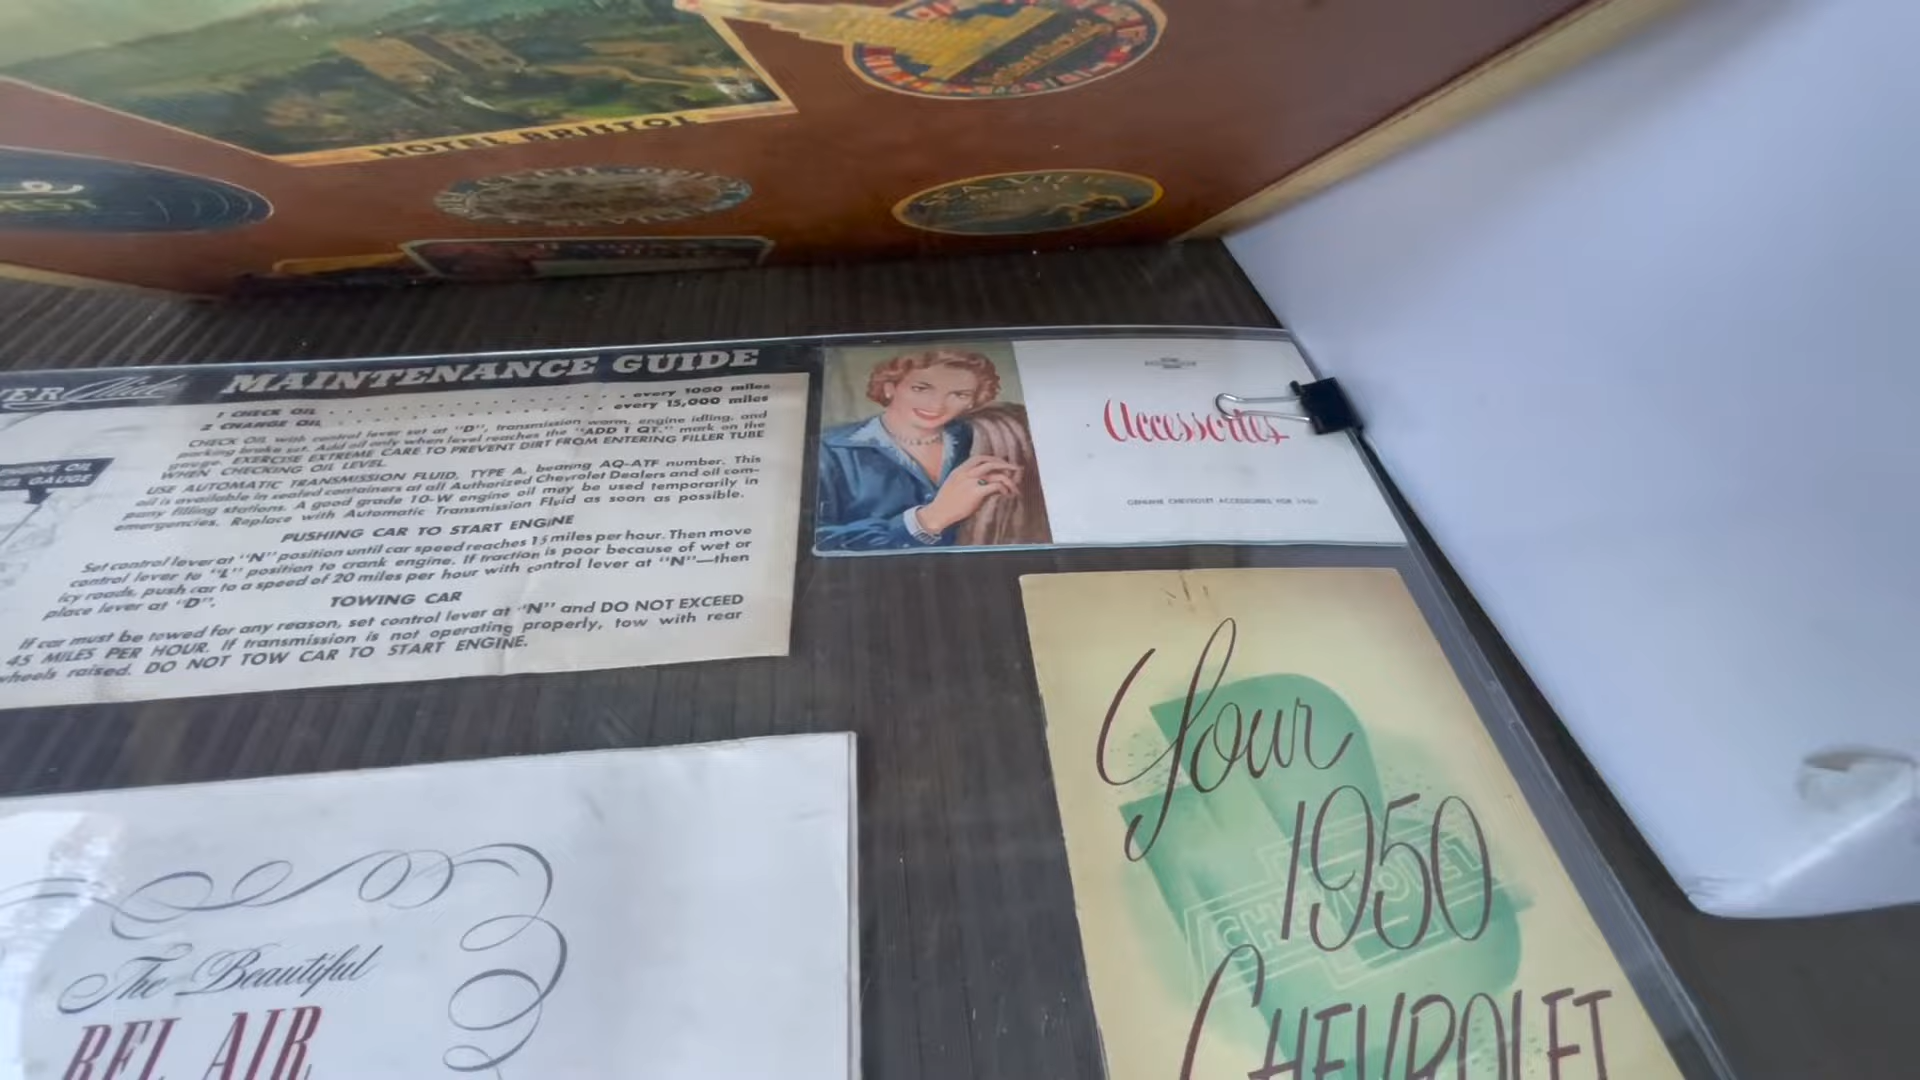 HOTEL BRISTOL
SEA VIEW
MAINTENANCE GUIDE
1 CHECK OIL . . . . . . . . . . . . . . . . every 1000 miles
2 CHANGE OIL . . . . . . . . . . . . . . . . every 15,000 miles
CHECK OIL with control lever set at "D", transmission warm, engine idling, and
parking brake set. Add oil only when level reaches the "ADD 1 QT." mark on the
gauge. EXERCISE EXTREME CARE TO PREVENT DIRT FROM ENTERING FILLER TUBE
WHEN CHECKING OIL LEVEL.
USE AUTOMATIC TRANSMISSION FLUID, TYPE A, bearing AQ-ATF number. This
oil is available in sealed containers at all Authorized Chevrolet Dealers and oil com-
pany filling stations. A good grade 10-W engine oil may be used temporarily in
emergencies. Replace with Automatic Transmission Fluid as soon as possible.
PUSHING CAR TO START ENGINE
Set control lever at "N" position until car speed reaches 15 miles per hour. Then move
control lever to "L" position to crank engine. If traction is poor because of wet or
icy roads, push car to a speed of 20 miles per hour with control lever at "N"—then
place lever at "D".
TOWING CAR
If car must be towed for any reason, set control lever at "N" and DO NOT EXCEED
45 MILES PER HOUR. If transmission is not operating properly, tow with rear
wheels raised. DO NOT TOW CAR TO START ENGINE.
Accessories
GENUINE CHEVROLET ACCESSORIES FOR 1950
Your
1950
CHEVROLET
CHEVROLET
The Beautiful
BEL AIR